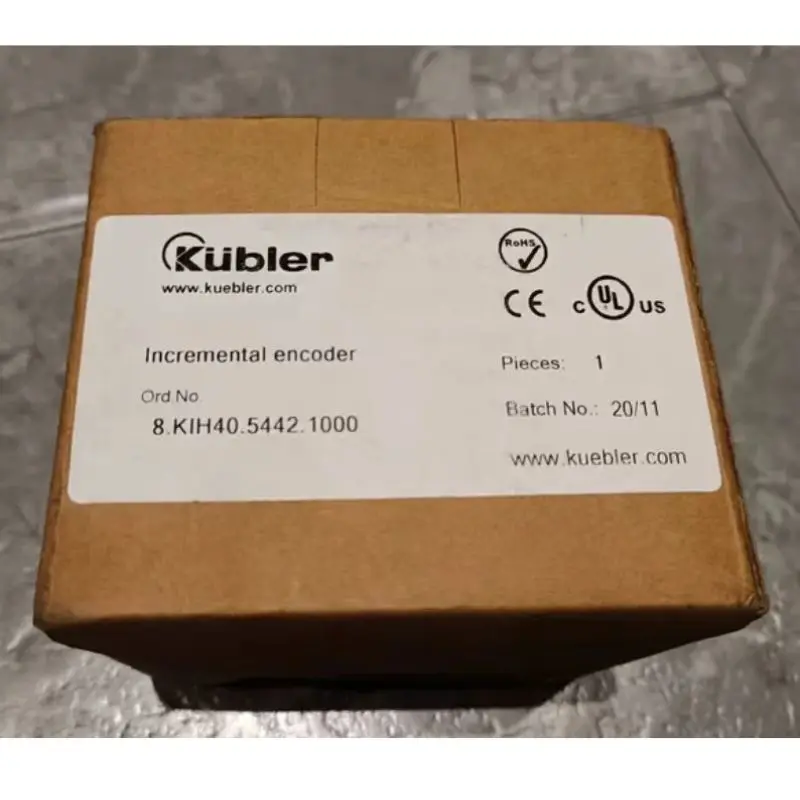 Kübler
www.kuebler.com
RoHS
CE
c UL US
Incremental encoder
Pieces: 1
Ord No
Batch No.: 20/11
8.KIH40.5442.1000
www.kuebler.com